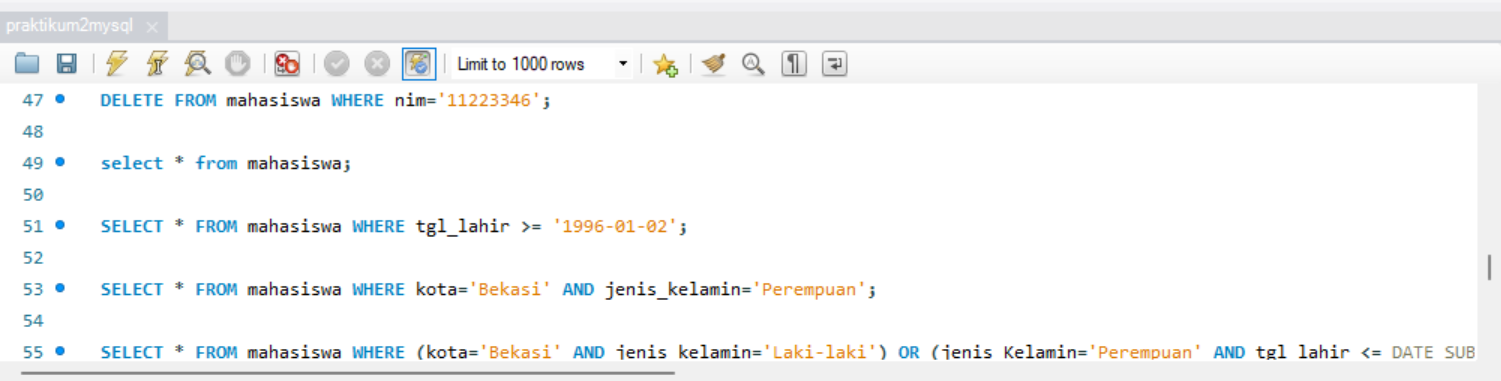 praktikum2mysql
Limit to 1000 rows
47 DELETE FROM mahasiswa WHERE nim='11223346';
48
49 select * from mahasiswa;
50
51 SELECT * FROM mahasiswa WHERE tgl_lahir >= '1996-01-02';
52
53 SELECT * FROM mahasiswa WHERE kota='Bekasi' AND jenis_kelamin='Perempuan';
54
55 SELECT * FROM mahasiswa WHERE (kota='Bekasi' AND jenis_kelamin='Laki-laki') OR (jenis_Kelamin='Perempuan' AND tgl_lahir <= DATE_SUB